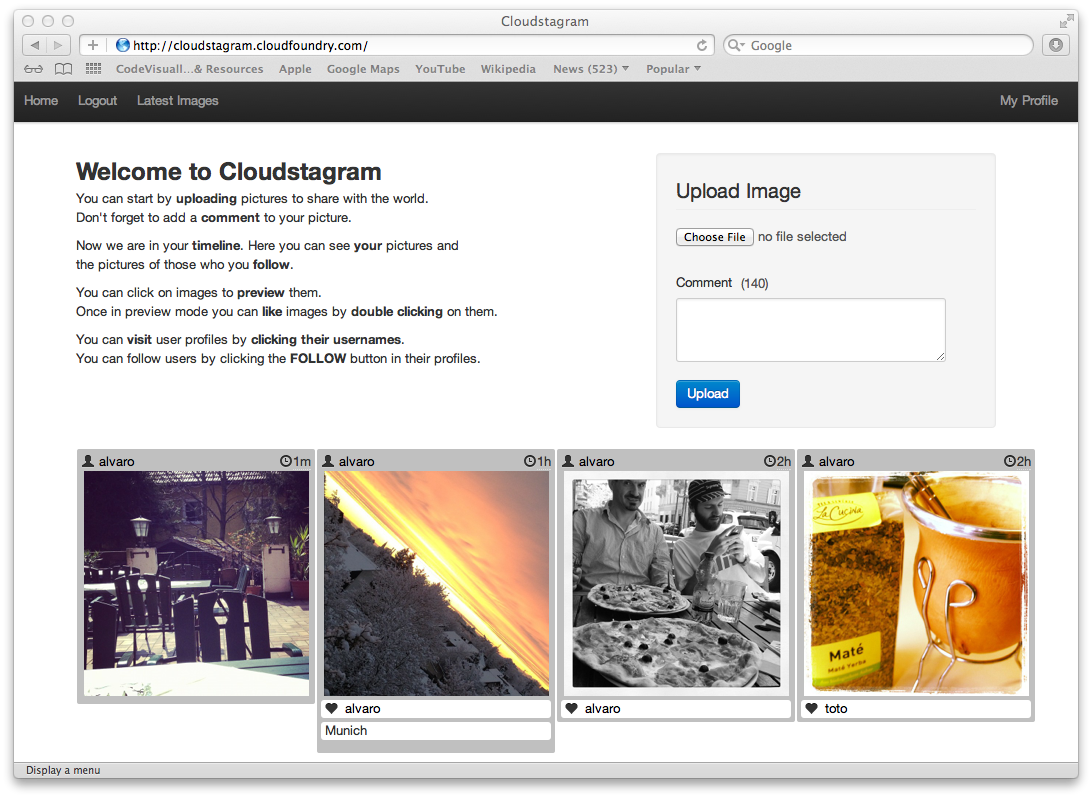 Cloudstagram
http://cloudstagram.cloudfoundry.com/
Google
CodeVisuall...& Resources
Apple
Google Maps
YouTube
Wikipedia
News (523)
Popular
Home
Logout
Latest Images
My Profile
Welcome to Cloudstagram
You can start by uploading pictures to share with the world.
Don't forget to add a comment to your picture.
Now we are in your timeline. Here you can see your pictures and
the pictures of those who you follow.
You can click on images to preview them.
Once in preview mode you can like images by double clicking on them.
You can visit user profiles by clicking their usernames.
You can follow users by clicking the FOLLOW button in their profiles.
Upload Image
Choose File no file selected
Comment (140)
Upload
alvaro 1m
alvaro 1h
alvaro
Munich
alvaro 2h
alvaro
alvaro 2h
La Cucina
Maté
Mate Yerba
toto
Display a menu